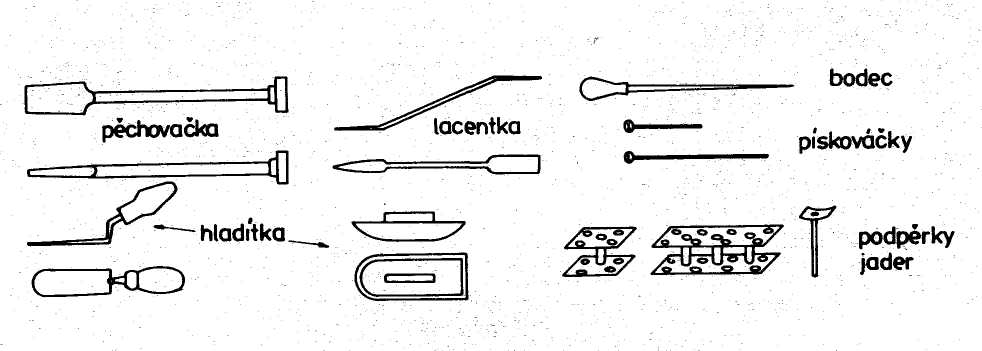 bodec
pěchovačka
lacentka
pískováčky
hladítka
podpěrky
jader